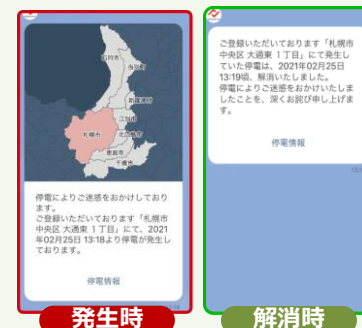 石狩市
当別町
新篠津村
江別市
札幌市
北広島市
恵庭市
千歳市
停電によりご迷惑をおかけしており
ます。
ご登録いただいております「札幌市
中央区 大通東 1丁目」にて、2021
年02月25日 13:18より停電が発生し
ております。
停電情報
発生時
ご登録いただいております「札幌市
中央区 大通東 1丁目」にて発生し
ていた停電は、2021年02月25日
13:19頃、解消いたしました。
停電によりご迷惑をおかけいたしま
したことを、深くお詫び申し上げま
す。
停電情報
解消時